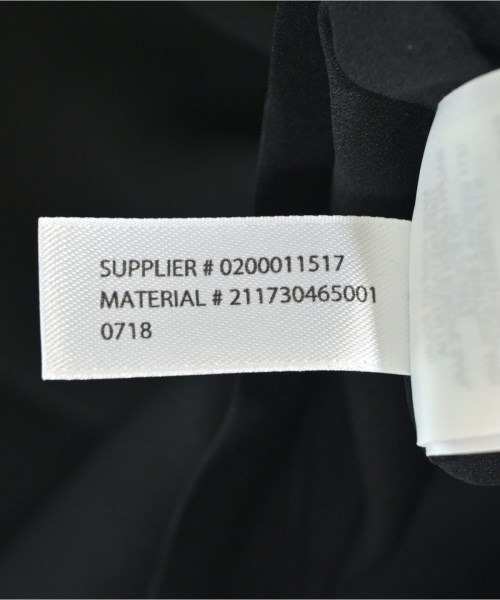 SUPPLIER # 0200011517
MATERIAL # 211730465001
0718